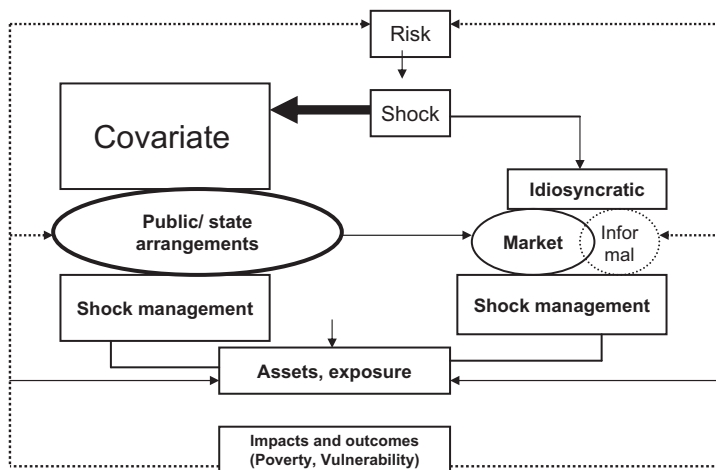 Risk
Shock
Covariate
Idiosyncratic
Public/ state
arrangements
Market
Infor
mal
Shock management
Shock management
Assets, exposure
Impacts and outcomes
(Poverty, Vulnerability)